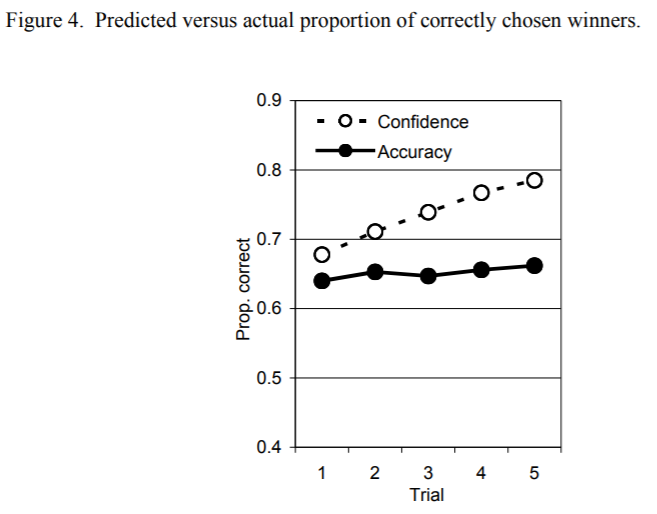 Figure 4.  Predicted versus actual proportion of correctly chosen winners.
0.9
Confidence
Accuracy
0.8
0.7
0.6
0.5
0.4
Prop. correct
1 2 3 4 5
Trial